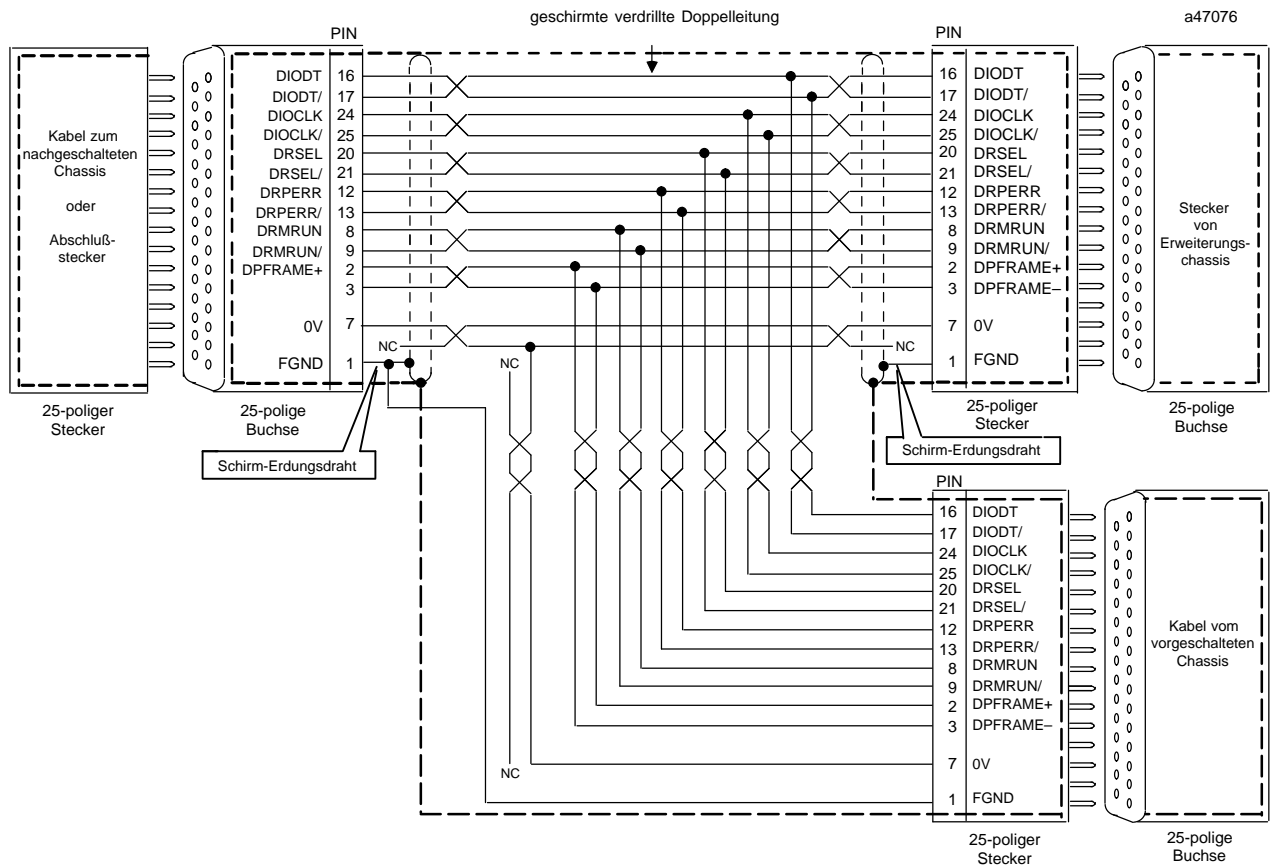 geschirmte verdrillte Doppelleitung
a47076
PIN
DIODT 16
DIODT/ 17
DIOCLK 24
DIOCLK/ 25
DRSEL 20
DRSEL/ 21
DRPERR 12
DRPERR/ 13
DRMRUN 8
DRMRUN/ 9
DPFRAME+ 2
3
0V 7
NC
FGND 1
Kabel zum
nachgeschalteten
Chassis
oder
Abschluß-
stecker
25-poliger
Stecker
25-polige
Buchse
Schirm-Erdungsdraht
NC
NC
PIN
16 DIODT
17 DIODT/
24 DIOCLK
25 DIOCLK/
20 DRSEL
21 DRSEL/
12 DRPERR
13 DRPERR/
8 DRMRUN
9 DRMRUN/
2 DPFRAME+
3 DPFRAME–
7 0V
NC
1 FGND
Stecker
von
Erweiterungs-
chassis
25-poliger
Stecker
25-polige
Buchse
Schirm-Erdungsdraht
PIN
16 DIODT
17 DIODT/
24 DIOCLK
25 DIOCLK/
20 DRSEL
21 DRSEL/
12 DRPERR
13 DRPERR/
8 DRMRUN
9 DRMRUN/
2 DPFRAME+
3 DPFRAME–
7 0V
1 FGND
Kabel vom
vorgeschalteten
Chassis
25-poliger
Stecker
25-polige
Buchse